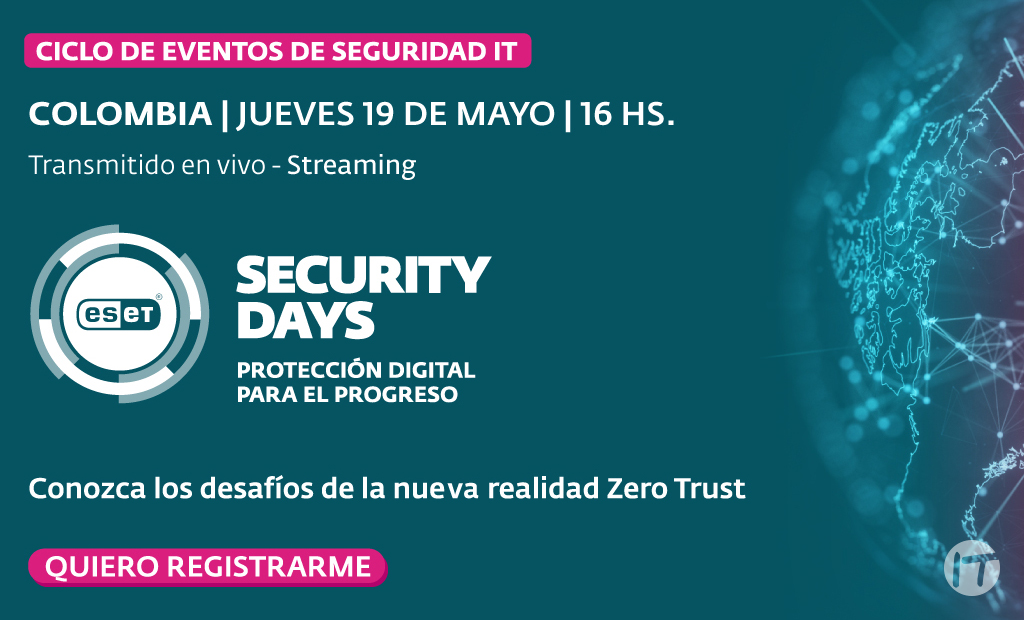 CICLO DE EVENTOS DE SEGURIDAD IT
COLOMBIA | JUEVES 19 DE MAYO | 16 HS.
Transmitido en vivo - Streaming
eseT®
SECURITY
DAYS
PROTECCIÓN DIGITAL
PARA EL PROGRESO
Conozca los desafíos de la nueva realidad Zero Trust
QUIERO REGISTRARME
IT